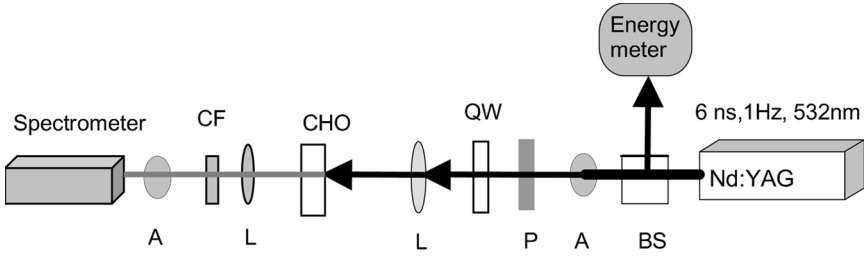 Energy
meter
6 ns,1Hz, 532nm
Spectrometer
CF
CHO
QW
Nd:YAG
A
L
L
P
A
BS